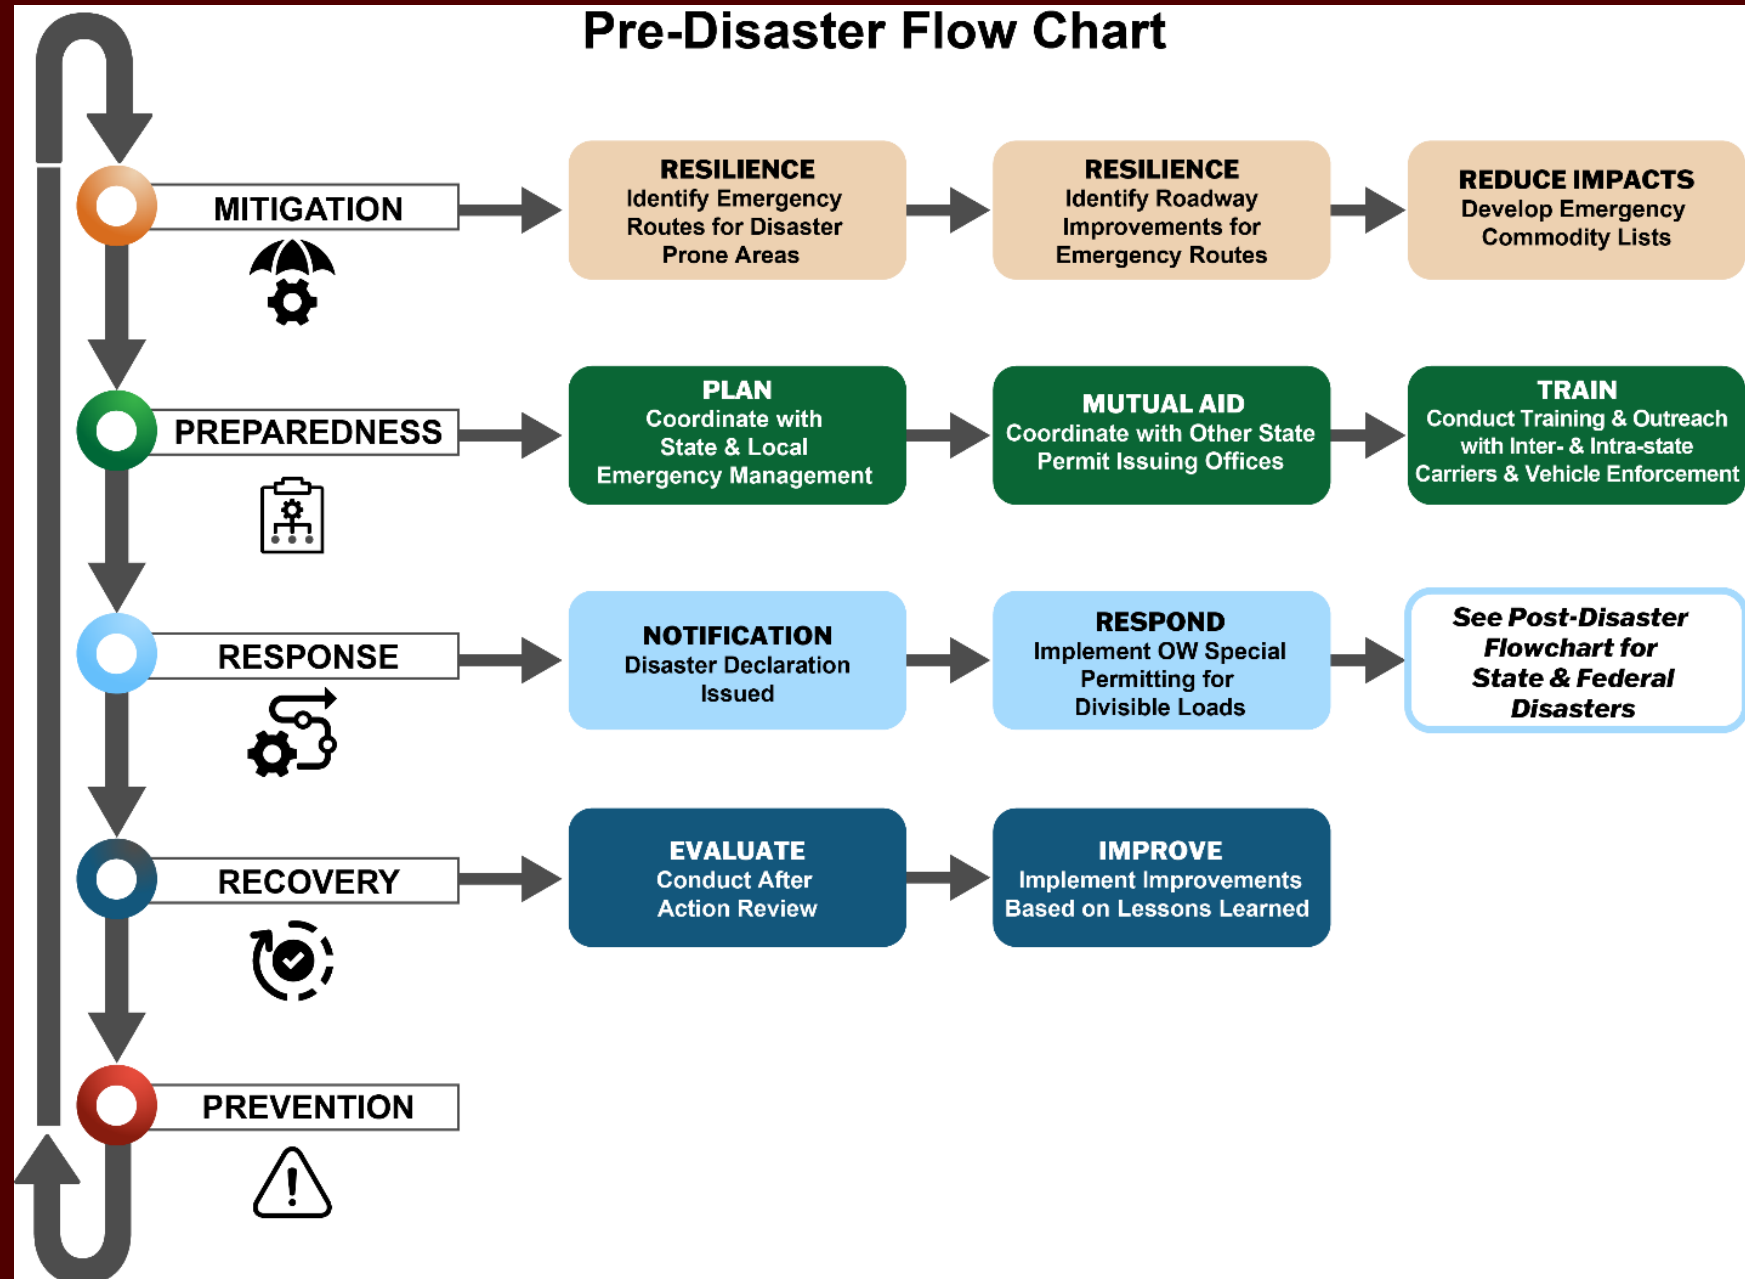 Pre-Disaster Flow Chart
MITIGATION
RESILIENCE
Identify Emergency
Routes for Disaster
Prone Areas
RESILIENCE
Identify Roadway
Improvements for
Emergency Routes
REDUCE IMPACTS
Develop Emergency
Commodity Lists
PREPAREDNESS
PLAN
Coordinate with
State & Local
Emergency Management
MUTUAL AID
Coordinate with Other State
Permit Issuing Offices
TRAIN
Conduct Training & Outreach
with Inter- & Intra-state
Carriers & Vehicle Enforcement
RESPONSE
NOTIFICATION
Disaster Declaration
Issued
RESPOND
Implement OW Special
Permitting for
Divisible Loads
See Post-Disaster
Flowchart for
State & Federal
Disasters
RECOVERY
EVALUATE
Conduct After
Action Review
IMPROVE
Implement Improvements
Based on Lessons Learned
PREVENTION
!